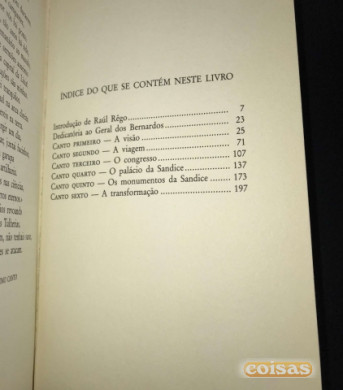 ÍNDICE DO QUE SE CONTÉM NESTE LIVRO
Introdução de Raúl Rêgo 7
Dedicatória ao Geral dos Bernardos 23
CANTO PRIMEIRO — A visão 25
CANTO SEGUNDO — A viagem 71
CANTO TERCEIRO — O congresso 107
CANTO QUARTO — O palácio da Sandice 137
CANTO QUINTO — Os monumentos da Sandice 173
CANTO SEXTO — A transformação 197
coisas